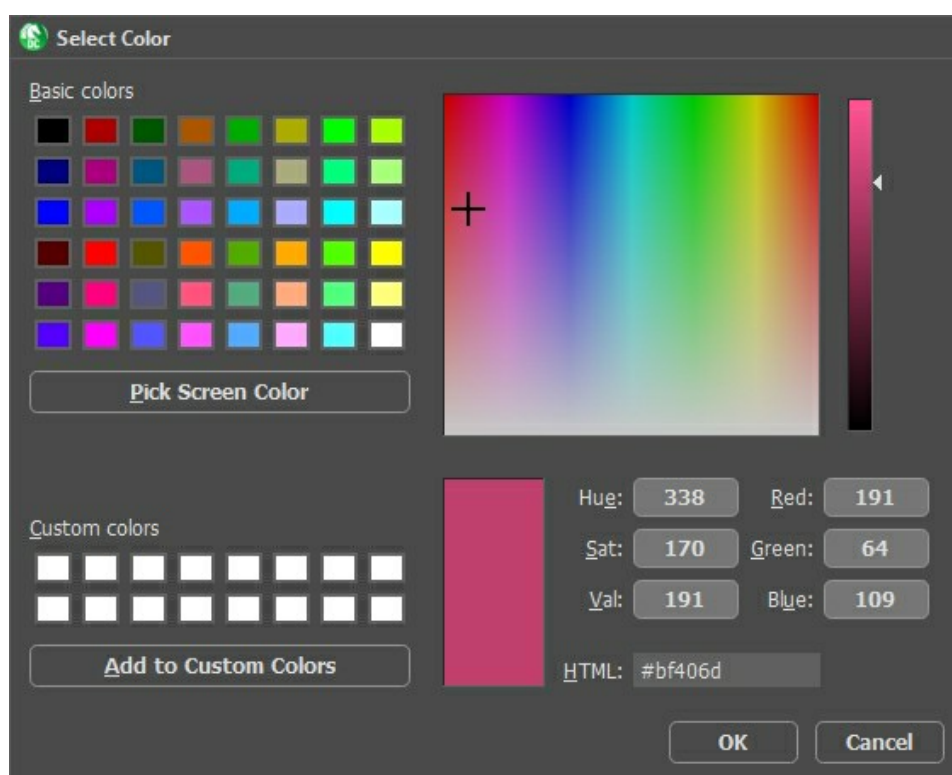 DC
Select Color
Basic colors
Pick Screen Color
Custom colors
Add to Custom Colors
Hue: 338 Red: 191
Sat: 170 Green: 64
Val: 191 Blue: 109
HTML: #bf406d
OK Cancel